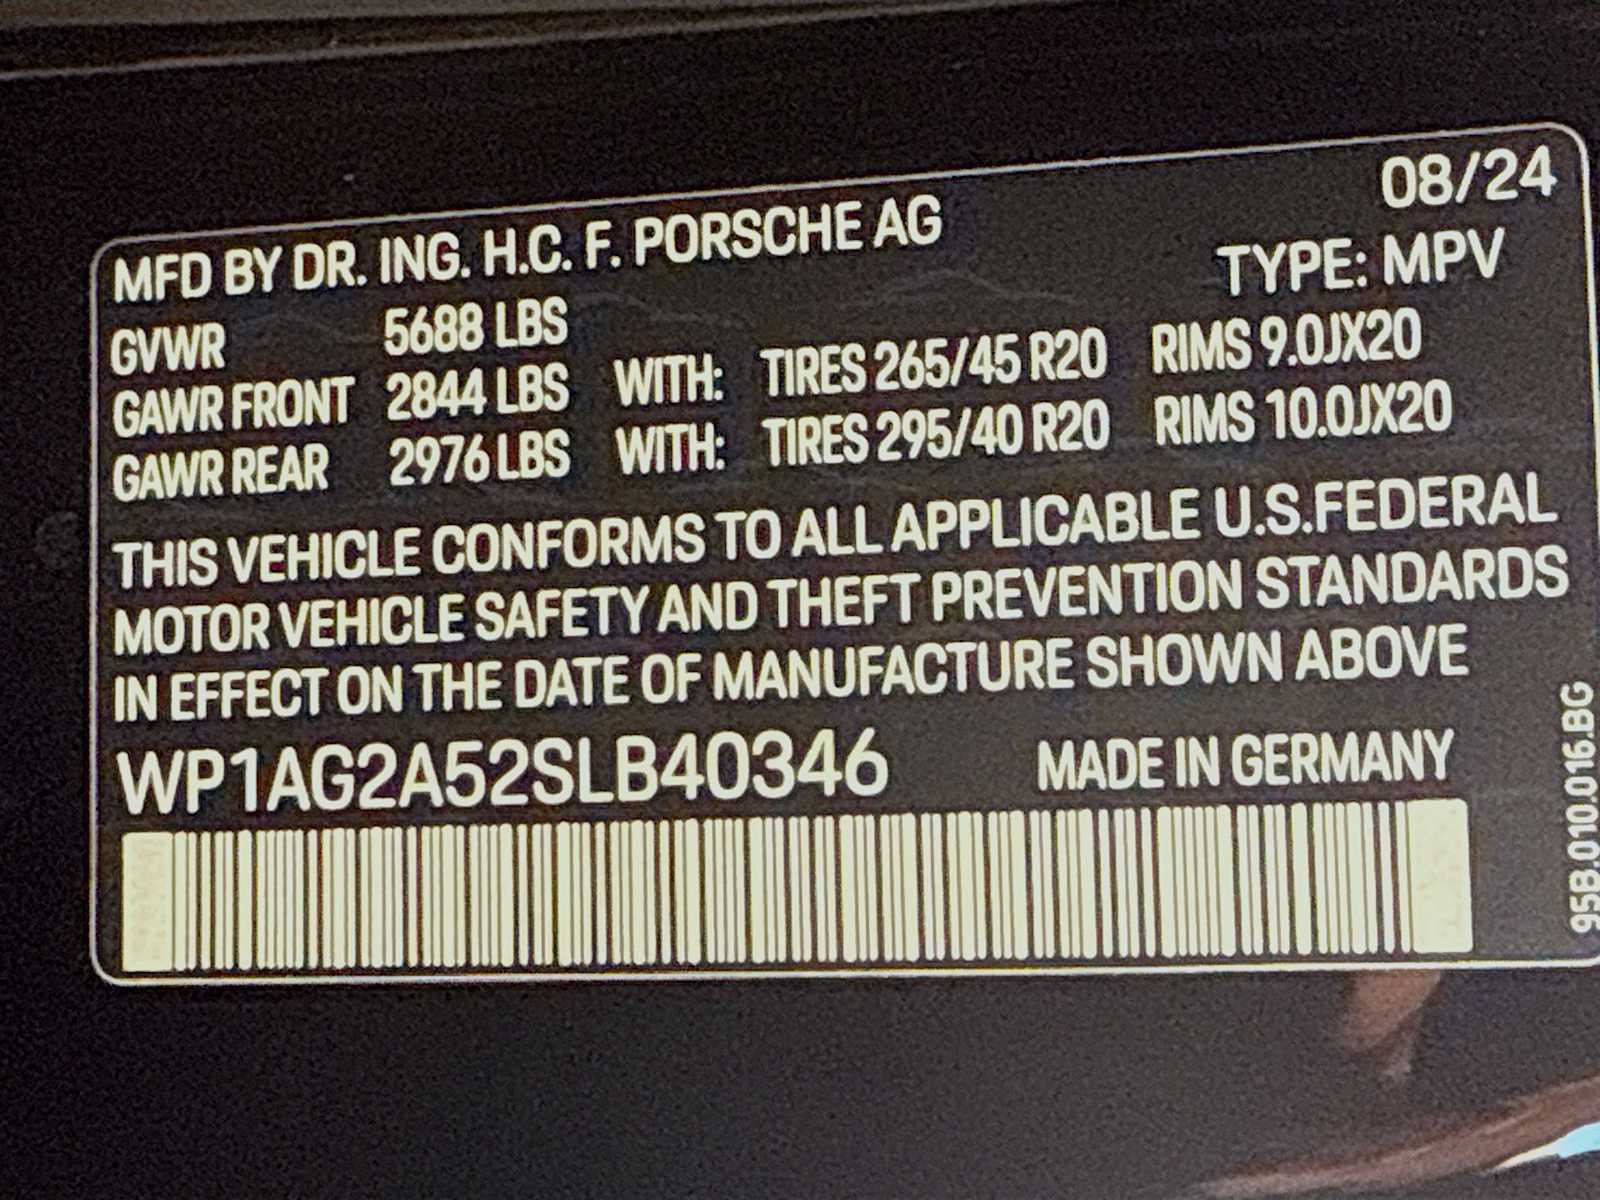 08/24
MFD BY DR. ING. H.C. F. PORSCHE AG
TYPE: MPV
GVWR 5688 LBS
GAWR FRONT 2844 LBS WITH: TIRES 265/45 R20 RIMS 9.0JX20
GAWR REAR 2976 LBS WITH: TIRES 295/40 R20 RIMS 10.0JX20
THIS VEHICLE CONFORMS TO ALL APPLICABLE U.S.FEDERAL
MOTOR VEHICLE SAFETY AND THEFT PREVENTION STANDARDS
IN EFFECT ON THE DATE OF MANUFACTURE SHOWN ABOVE
WP1AG2A52SLB40346 MADE IN GERMANY
95B.010.016.BG